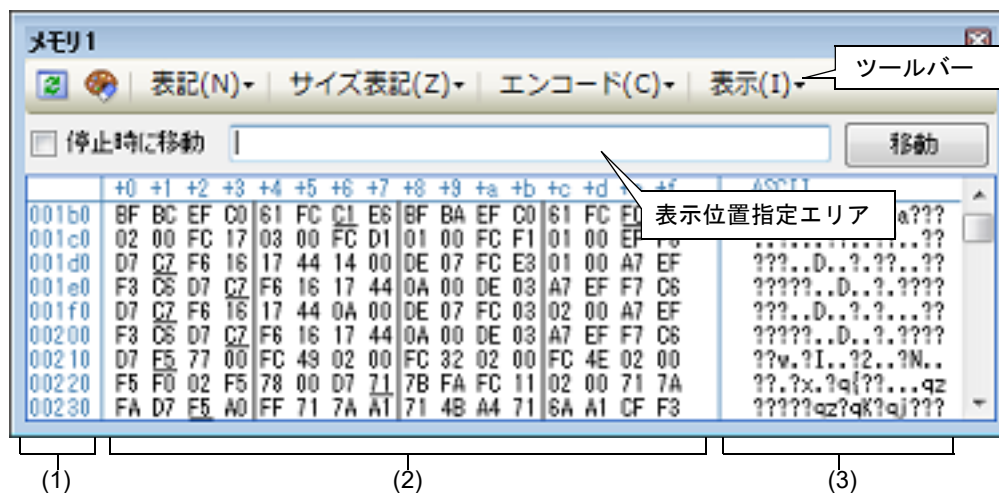 メモリ1
表記(N) サイズ表記(Z) エンコード(C) 表示(I)
ツールバー
停止時に移動 移動
表示位置指定エリア
+0 +1 +2 +3 +4 +5 +6 +7 +8 +9 +a +b +c +d +f ASCII
001b0 BF BC EF C0 61 FC C1 E6 BF BA EF C0 61 FC a???
001c0 02 00 FC 17 03 00 FC D1 01 00 FC F1 01 00
001d0 D7 C7 F6 16 17 44 14 00 DE 07 FC E3 01 00 A7 EF ???..D..?.??..??
001e0 F3 C6 D7 C7 F6 16 17 44 0A 00 DE 03 A7 EF F7 C6 ?????..D..?.????
001f0 D7 C7 F6 16 17 44 0A 00 DE 07 FC 03 02 00 A7 EF ???..D..?.?...??
00200 F3 C6 D7 C7 F6 16 17 44 0A 00 DE 03 A7 EF F7 C6 ?????..D..?.????
00210 D7 F5 77 00 FC 49 02 00 FC 32 02 00 FC 4E 02 00 ??w.?I..?2..?N..
00220 F5 F0 02 F5 78 00 D7 71 7B FA FC 11 02 00 71 7A ??.?x.?q{??...qz
00230 FA D7 F5 A0 FF 71 7A A1 71 4B A4 71 6A A1 CF F3 ?????qz?qK?qj???
(1) (2) (3)